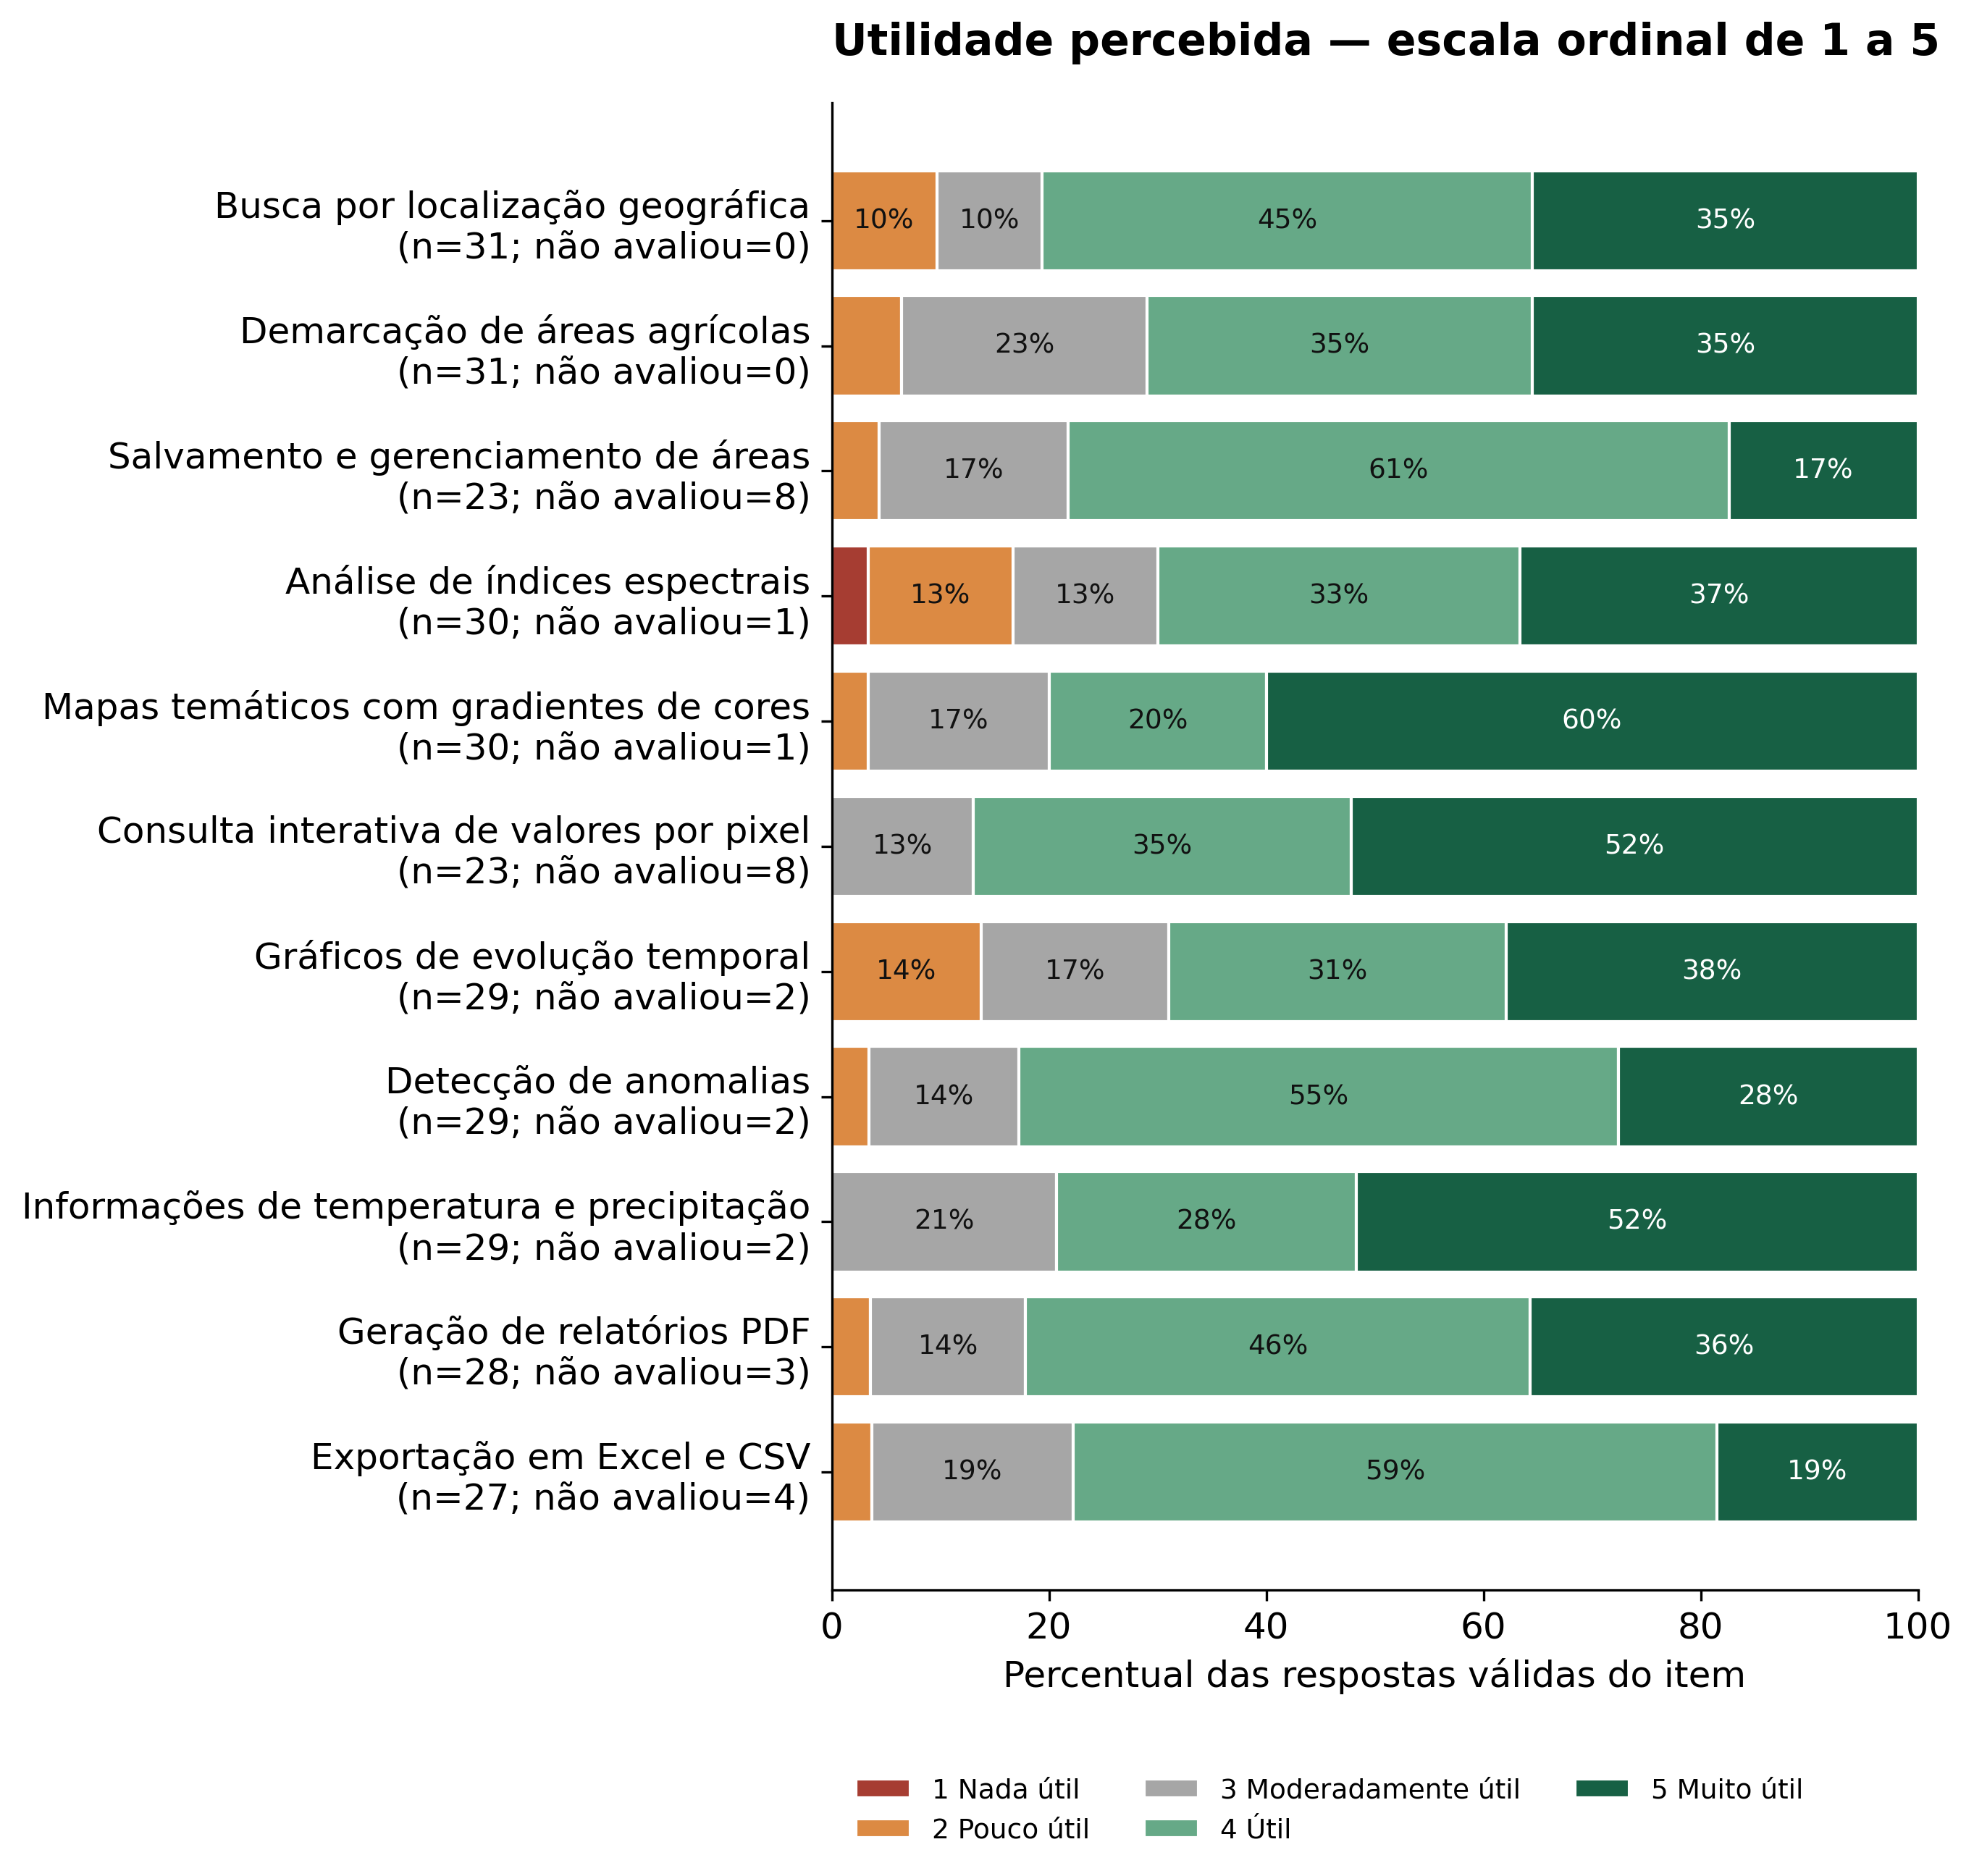 Utilidade percebida — escala ordinal de 1 a 5
Busca por localização geográfica
(n=31; não avaliou=0)
10% 10% 45% 35%
Demarcação de áreas agrícolas
(n=31; não avaliou=0)
23% 35% 35%
Salvamento e gerenciamento de áreas
(n=23; não avaliou=8)
17% 61% 17%
Análise de índices espectrais
(n=30; não avaliou=1)
13% 13% 33% 37%
Mapas temáticos com gradientes de cores
(n=30; não avaliou=1)
17% 20% 60%
Consulta interativa de valores por pixel
(n=23; não avaliou=8)
13% 35% 52%
Gráficos de evolução temporal
(n=29; não avaliou=2)
14% 17% 31% 38%
Detecção de anomalias
(n=29; não avaliou=2)
14% 55% 28%
Informações de temperatura e precipitação
(n=29; não avaliou=2)
21% 28% 52%
Geração de relatórios PDF
(n=28; não avaliou=3)
14% 46% 36%
Exportação em Excel e CSV
(n=27; não avaliou=4)
19% 59% 19%
0 20 40 60 80 100
Percentual das respostas válidas do item
1 Nada útil
2 Pouco útil
3 Moderadamente útil
4 Útil
5 Muito útil